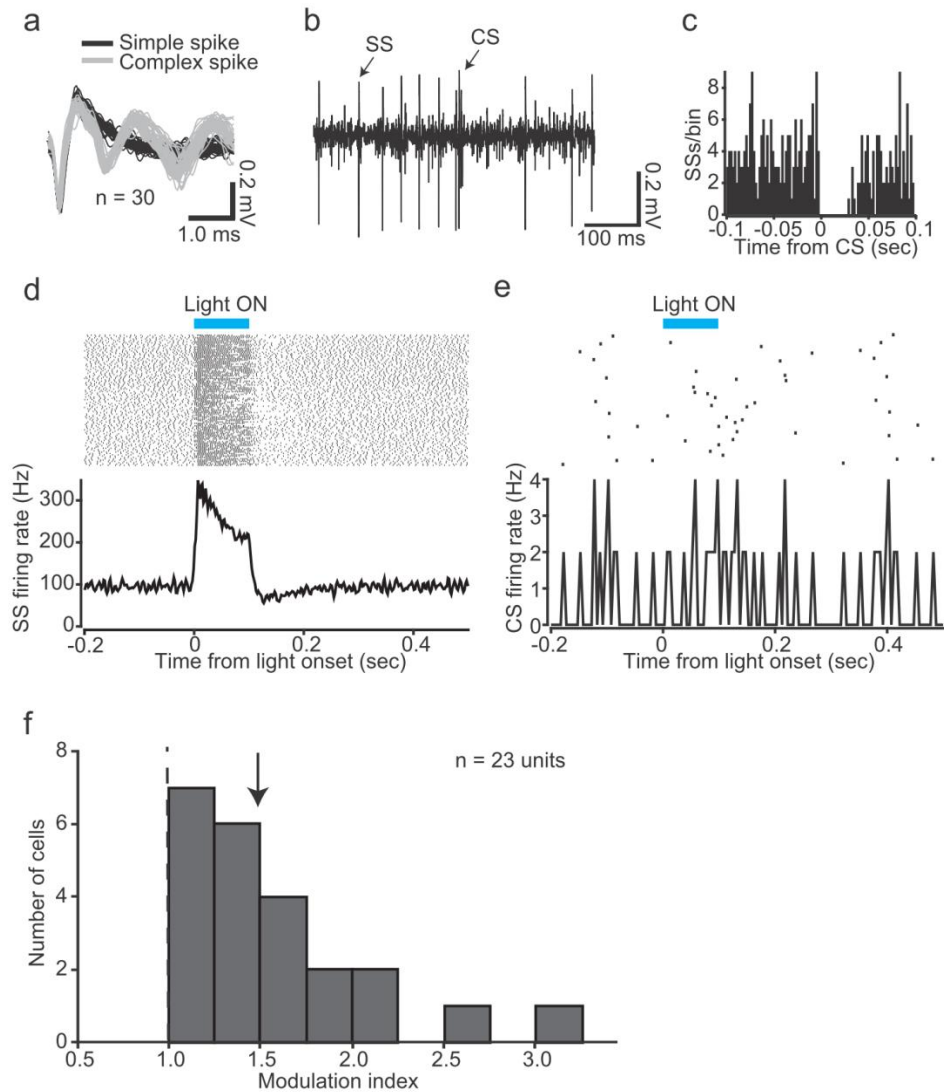 a
Simple spike
Complex spike
n = 30
0.2 mV
1.0 ms
b
SS
CS
0.2 mV
100 ms
c
SSs/bin
8
6
4
2
0
-0.1 -0.05 0 0.05 0.1
Time from CS (sec)
d
Light ON
SS firing rate (Hz)
300
200
100
0
-0.2 0 0.2 0.4
Time from light onset (sec)
e
Light ON
CS firing rate (Hz)
4
3
2
1
0
-0.2 0 0.2 0.4
Time from light onset (sec)
f
n = 23 units
Number of cells
8
6
4
2
0
0.5 1.0 1.5 2.0 2.5 3.0
Modulation index